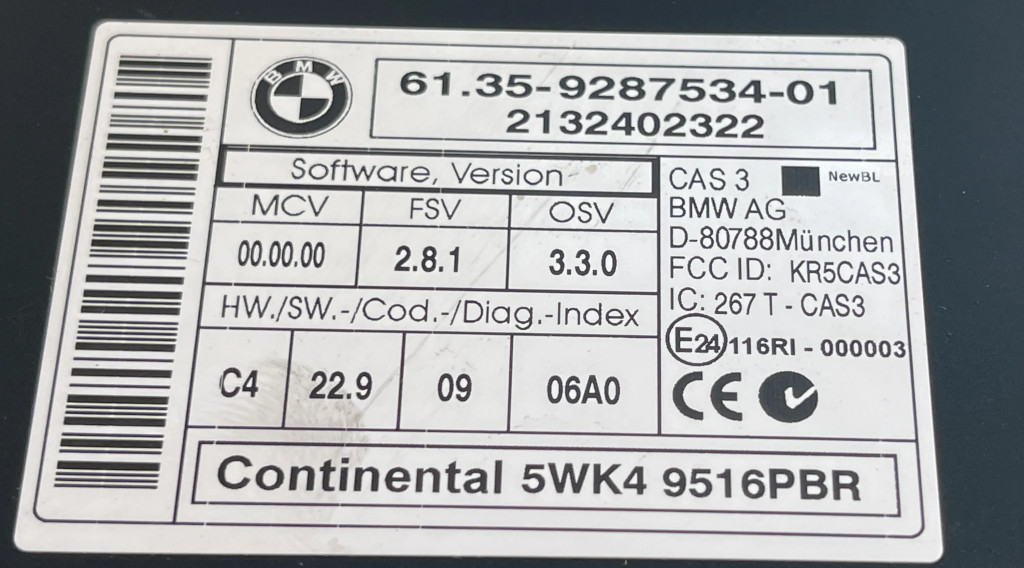 BMW
61.35-9287534-01
2132402322
Software, Version
MCV FSV OSV
00.00.00 2.8.1 3.3.0
HW./SW.-/Cod.-/Diag.-Index
C4 22.9 09 06A0
CAS 3 NewBL
BMW AG
D-80788München
FCC ID: KR5CAS3
IC: 267 T - CAS3
E24 116RI - 000003
CE
Continental 5WK4 9516PBR